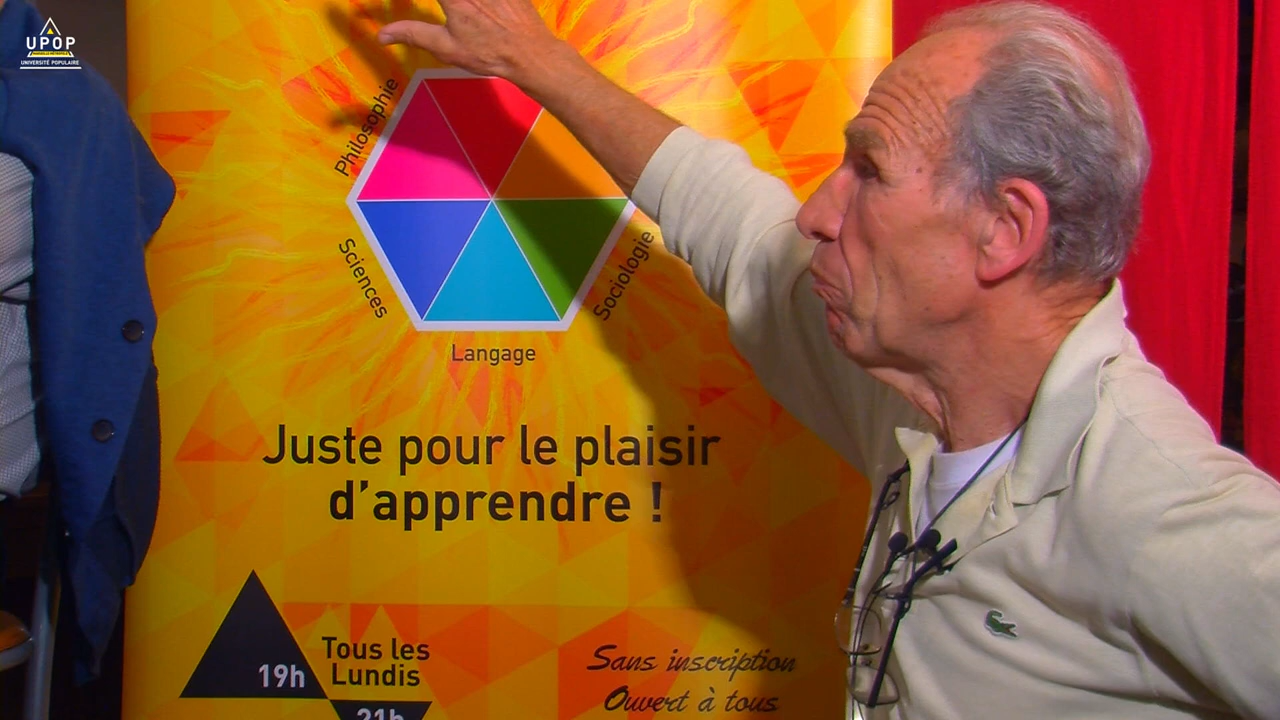 UPOP
UNIVERSITÉ POPULAIRE
Philosophie
Sciences
Sociologie
Langage
Juste pour le plaisir
d'apprendre !
19h
Tous les
Lundis
21h
Sans inscription
Ouvert à tous